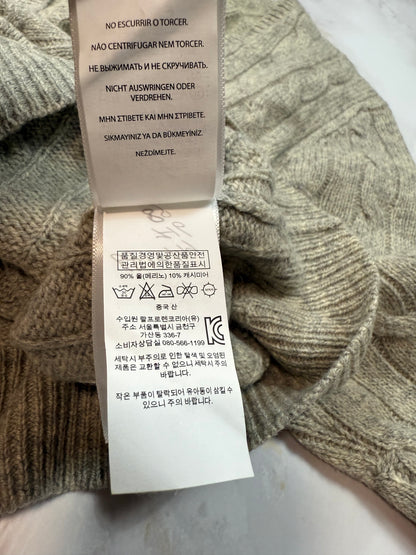 NO ESCURRIR O TORCER.
NÃO CENTRIFUGAR NEM TORCER.
НЕ ВЫЖИМАТЬ И НЕ СКРУЧИВАТЬ.
NICHT AUSWRINGEN ODER
VERDREHEN.
ΜΗΝ ΣΤΙΒΕΤΕ ΚΑΙ ΜΗΝ ΣΤΡΙΒΕΤΕ.
SIKMAYINIZ YA DA BÜKMEYİNİZ.
NEŽDÍMEJTE.
품질경영및공산품안전
관리법에의한품질표시
90% 울(메리노) 10% 캐시미어
중국 산
수입원 랄프로렌코리아(유)
주소 서울특별시 금천구
가산동 336-7
소비자상담실 080-566-1199
세탁시 부주의로 인한 탈색 및 오염된
제품은 교환할 수 없으니 세탁시 주의 바람
작은 부품이 탈락되어 유아동이 삼킬 수
있으니 주의 바랍니다